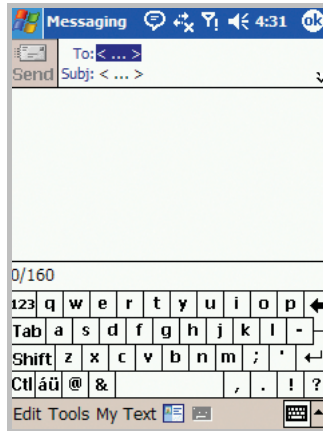 Messaging 4:31 ok
To: < ... >
Send Subj: < ... >
0/160
123 q w e r t y u i o p
Tab a s d f g h j k l -
Shift z x c v b n m ; '
Ctl áü @ & , . ! ?
Edit Tools My Text